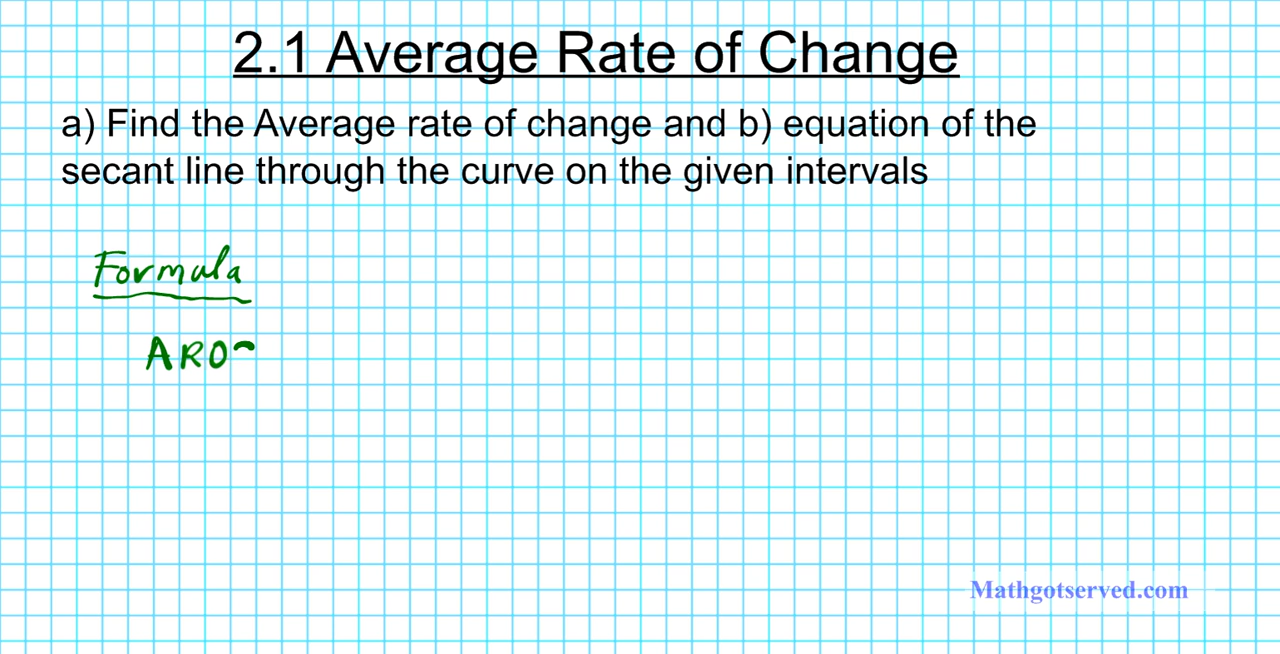 2.1 Average Rate of Change
a) Find the Average rate of change and b) equation of the
secant line through the curve on the given intervals
Formula
ARO
Mathgotserved.com